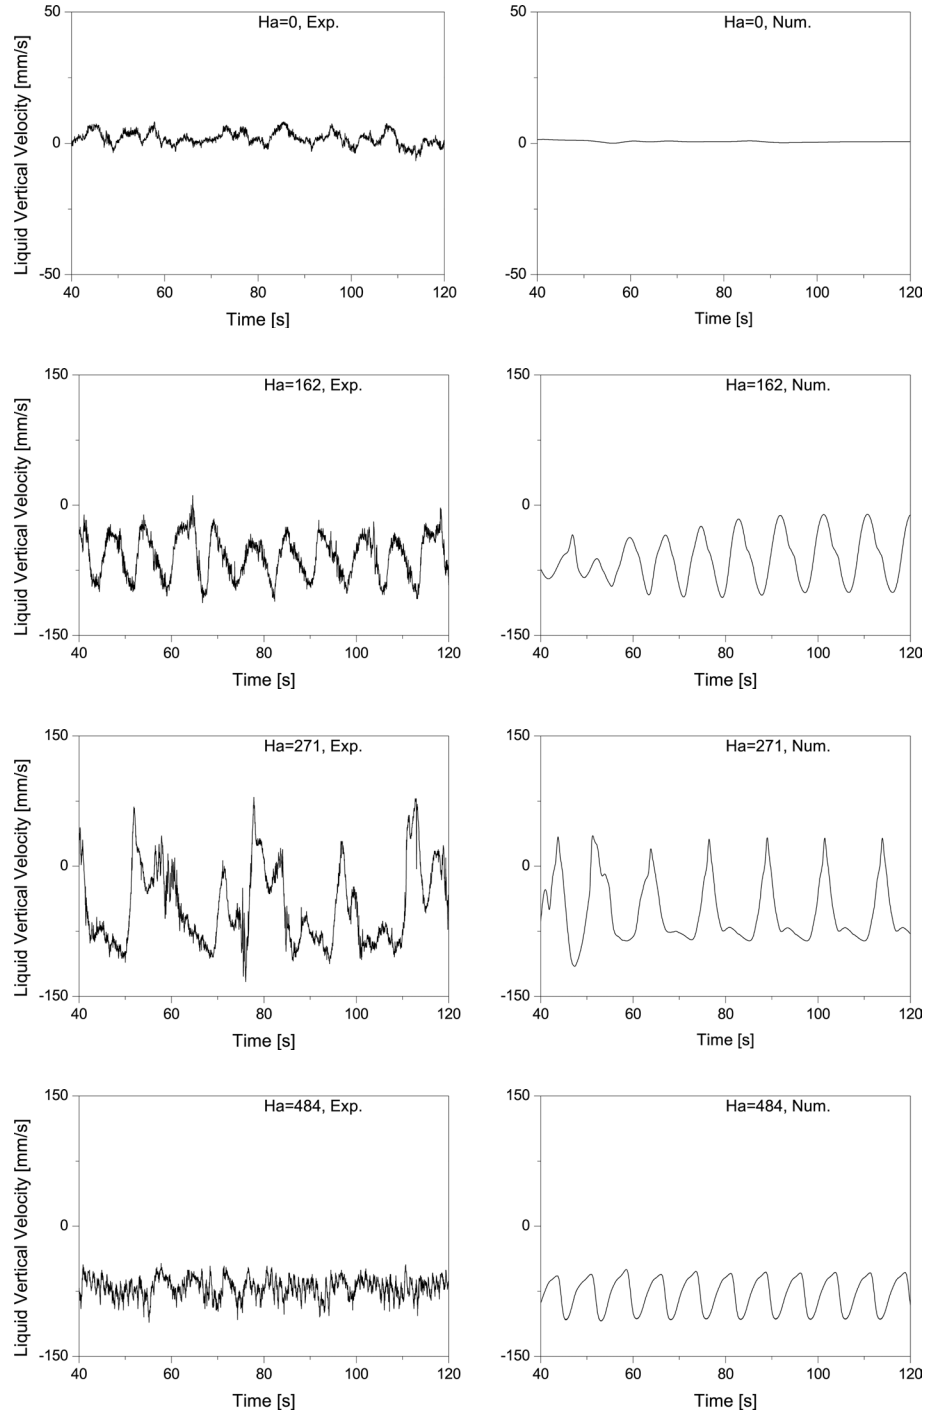 Ha=0, Exp.
Liquid Vertical Velocity [mm/s]
50
0
-50
40 60 80 100 120
Time [s]
Ha=0, Num.
50
0
-50
40 60 80 100 120
Time [s]
Ha=162, Exp.
Liquid Vertical Velocity [mm/s]
150
0
-150
40 60 80 100 120
Time [s]
Ha=162, Num.
150
0
-150
40 60 80 100 120
Time [s]
Ha=271, Exp.
Liquid Vertical Velocity [mm/s]
150
0
-150
40 60 80 100 120
Time [s]
Ha=271, Num.
150
0
-150
40 60 80 100 120
Time [s]
Ha=484, Exp.
Liquid Vertical Velocity [mm/s]
150
0
-150
40 60 80 100 120
Time [s]
Ha=484, Num.
150
0
-150
40 60 80 100 120
Time [s]